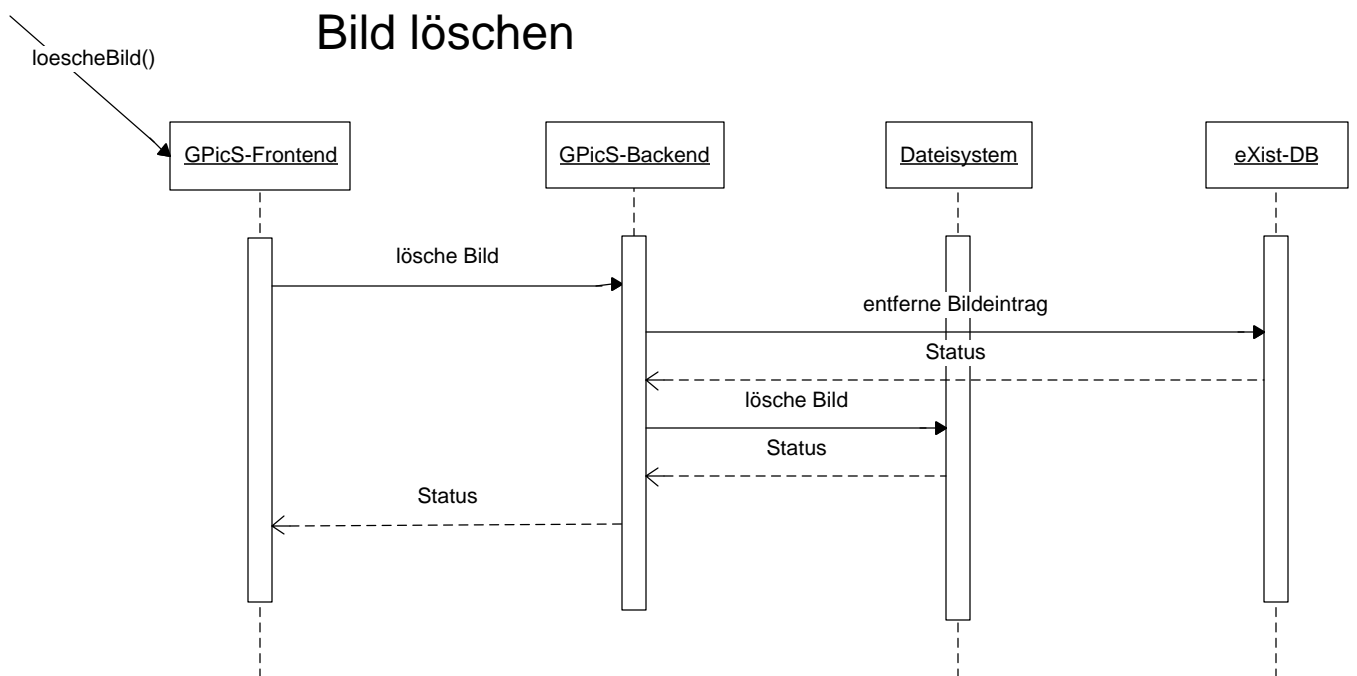 Bild löschen
loescheBild()
GPicS-Frontend
GPicS-Backend
Dateisystem
eXist-DB
lösche Bild
entferne Bildeintrag
Status
lösche Bild
Status
Status